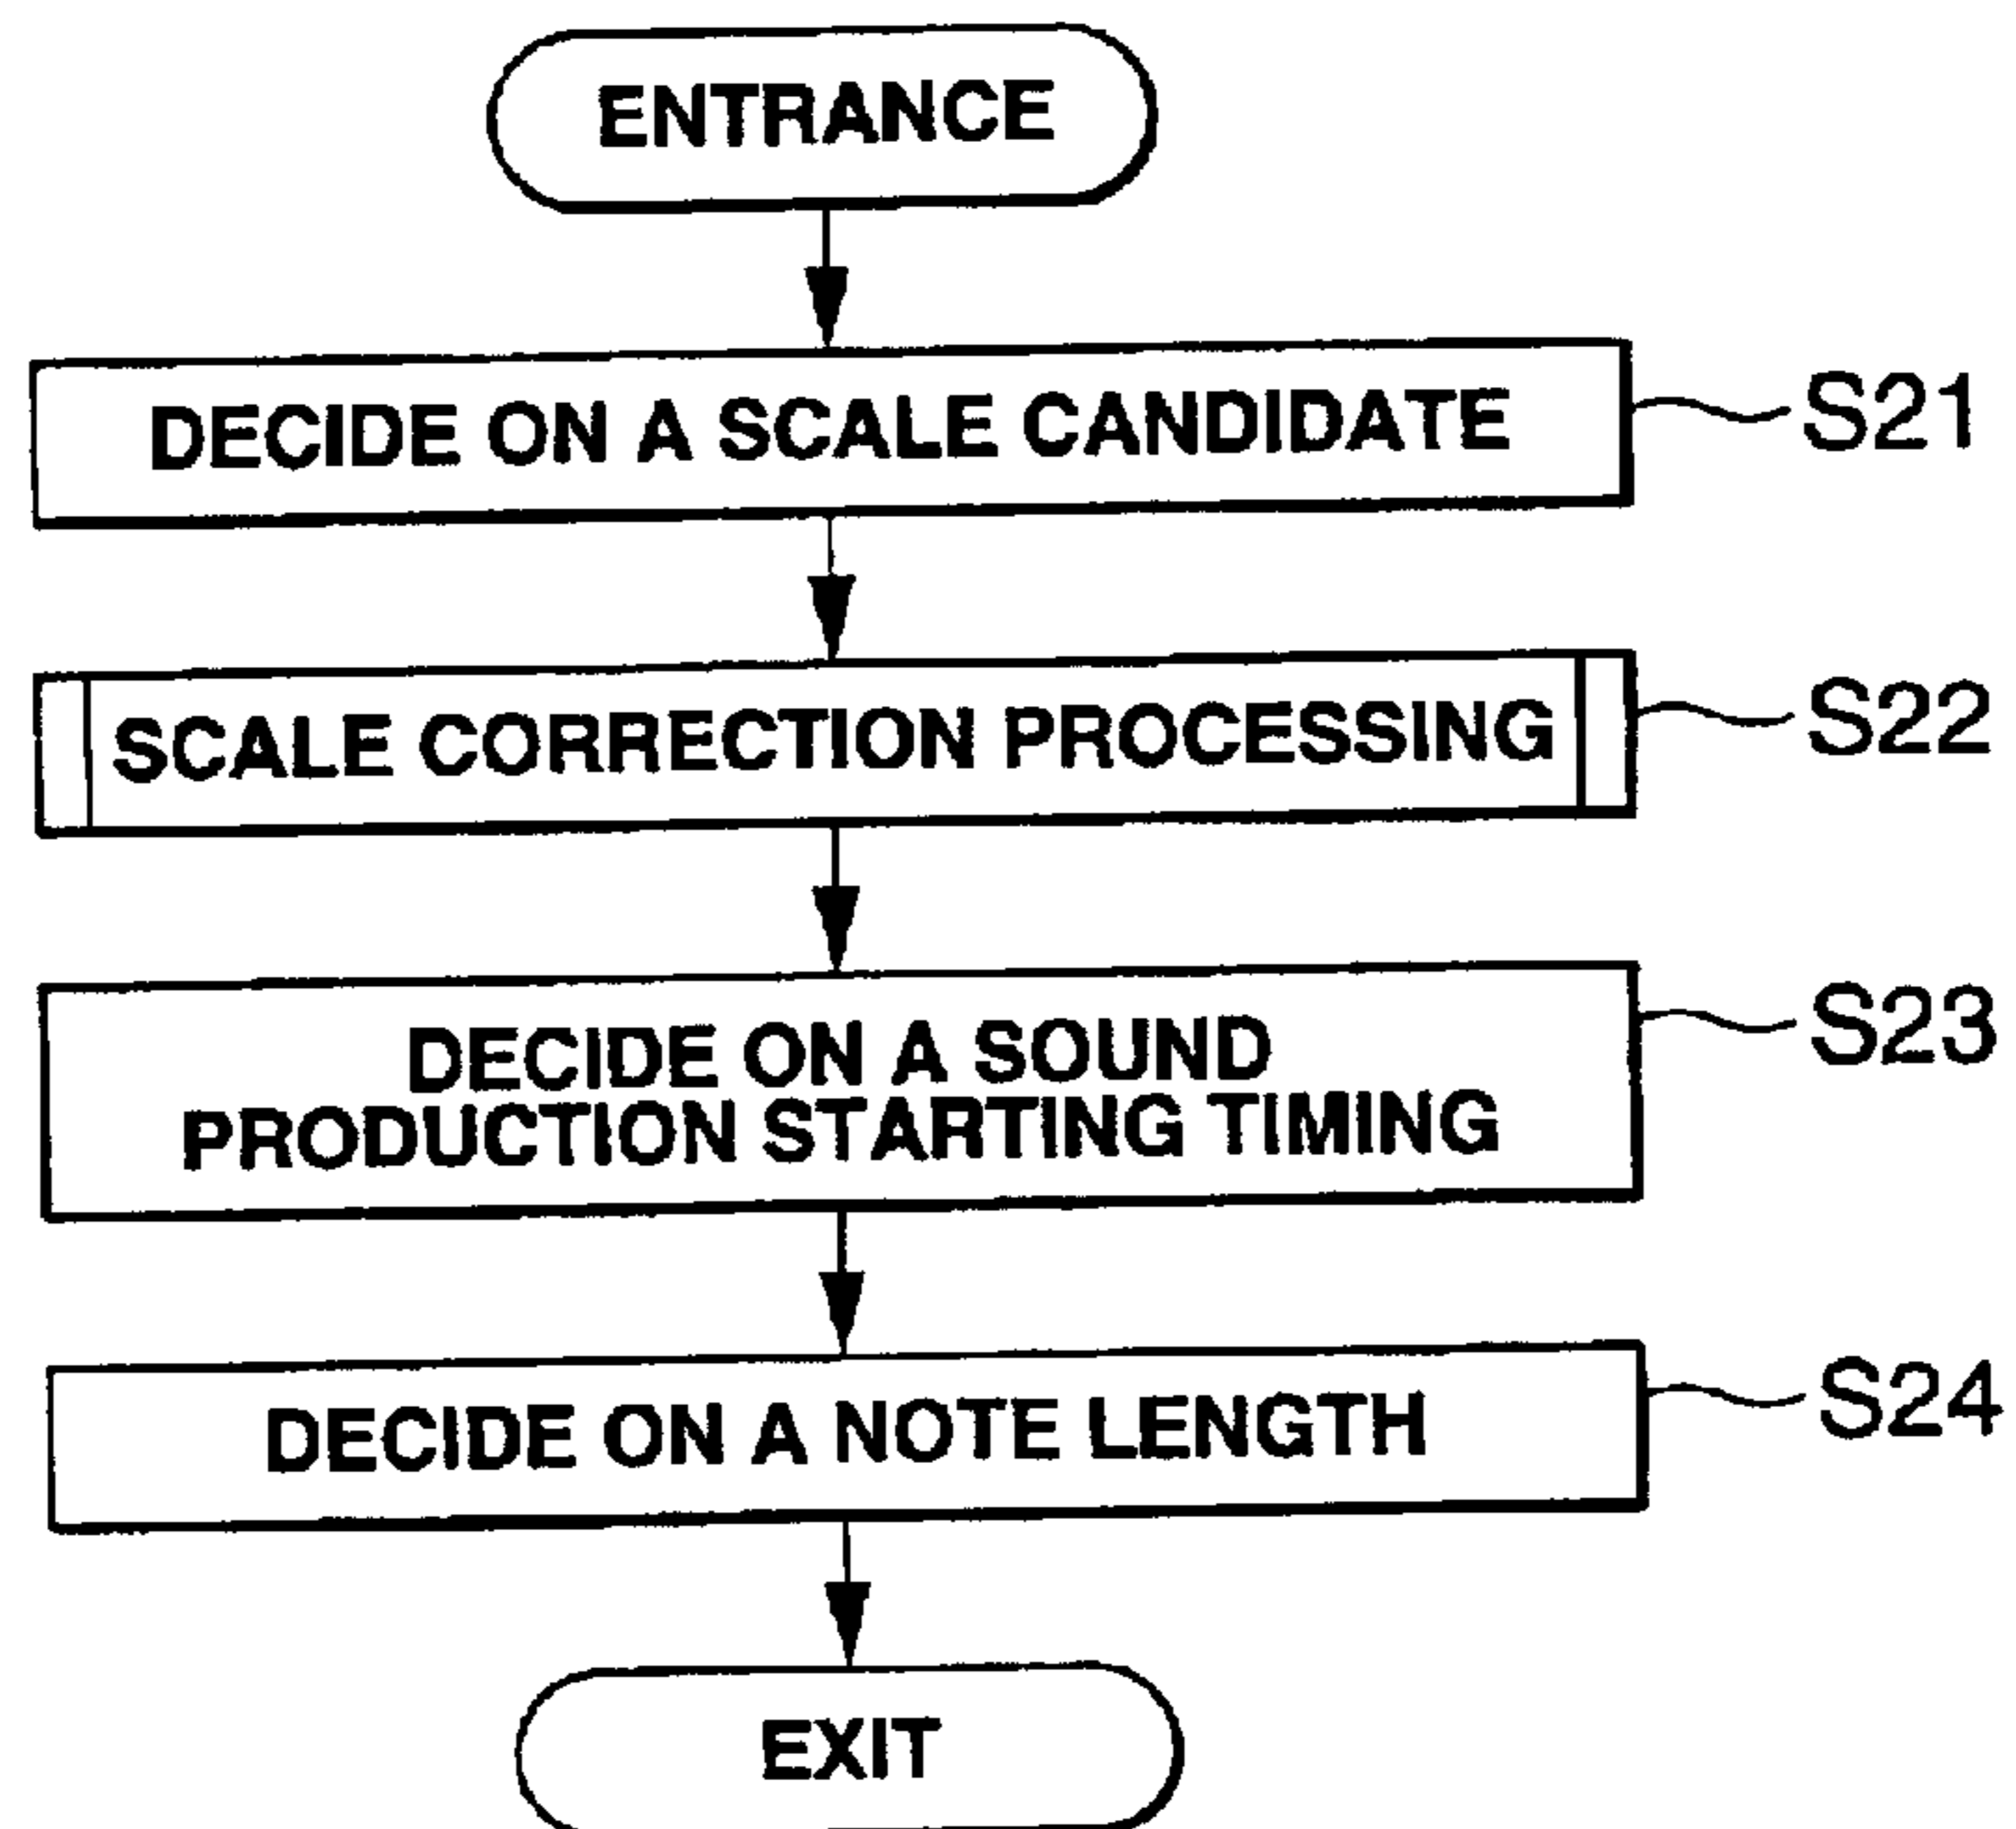 ENTRANCE
DECIDE ON A SCALE CANDIDATE
S21
SCALE CORRECTION PROCESSING
S22
DECIDE ON A SOUND
PRODUCTION STARTING TIMING
S23
DECIDE ON A NOTE LENGTH
S24
EXIT